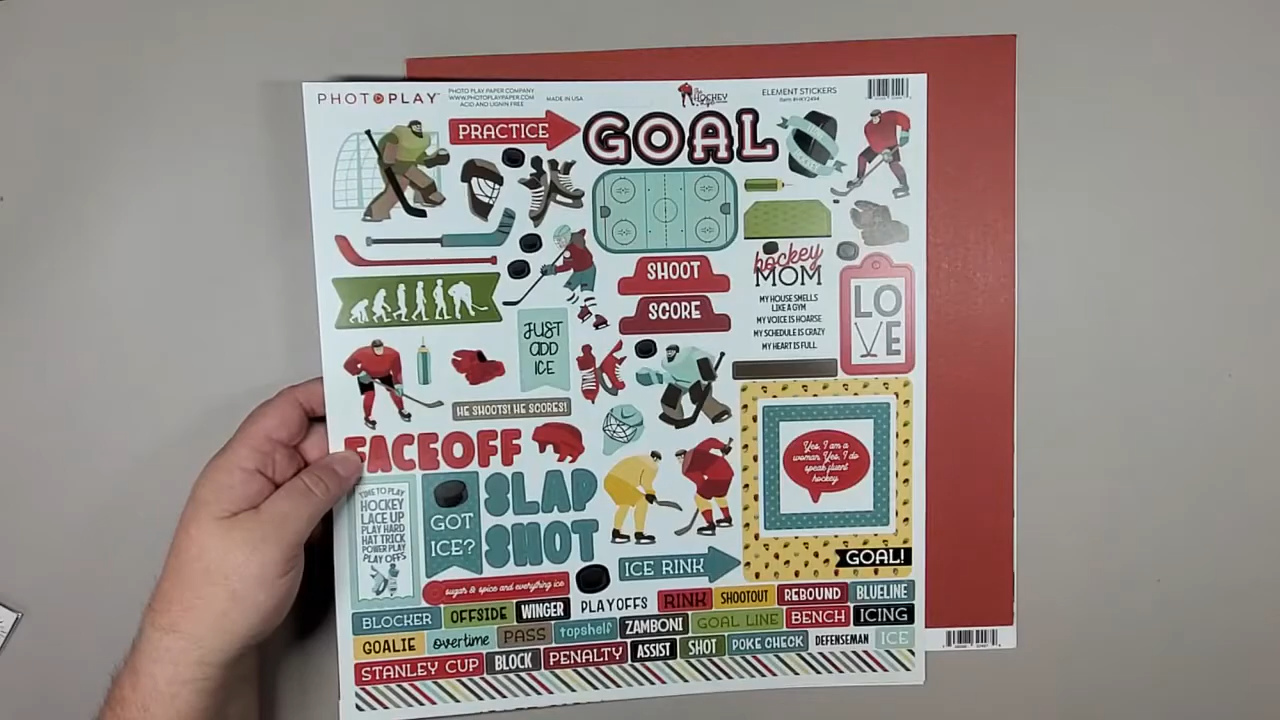 PHOTOPLAY
PHOTO PLAY PAPER COMPANY
WWW.PHOTOPLAYPAPER.COM
ACID AND LIGNIN FREE
MADE IN USA
HOCKEY
ELEMENT STICKERS
PRACTICE
GOAL
SHOOT
SCORE
hockey
MOM
MY HOUSE SMELLS
LIKE A GYM
MY VOICE IS HOARSE
MY SCHEDULE IS CRAZY
MY HEART IS FULL
LO
VE
JUST
ADD
ICE
HE SHOOTS! HE SCORES!
FACEOFF
Yes, I am a
woman. Yes, I do
speak fluent
hockey
TIME TO PLAY
HOCKEY
LACE UP
PLAY HARD
HAT TRICK
POWER PLAY
PLAY OFFS
GOT
ICE?
SLAP
SHOT
ICE RINK
GOAL!
sugar & spice and everything ice
BLOCKER OFFSIDE WINGER PLAYOFFS RINK SHOOTOUT REBOUND BLUELINE
GOALIE overtime PASS topshelf ZAMBONI GOAL LINE BENCH ICING
STANLEY CUP BLOCK PENALTY ASSIST SHOT POKE CHECK DEFENSEMAN ICE